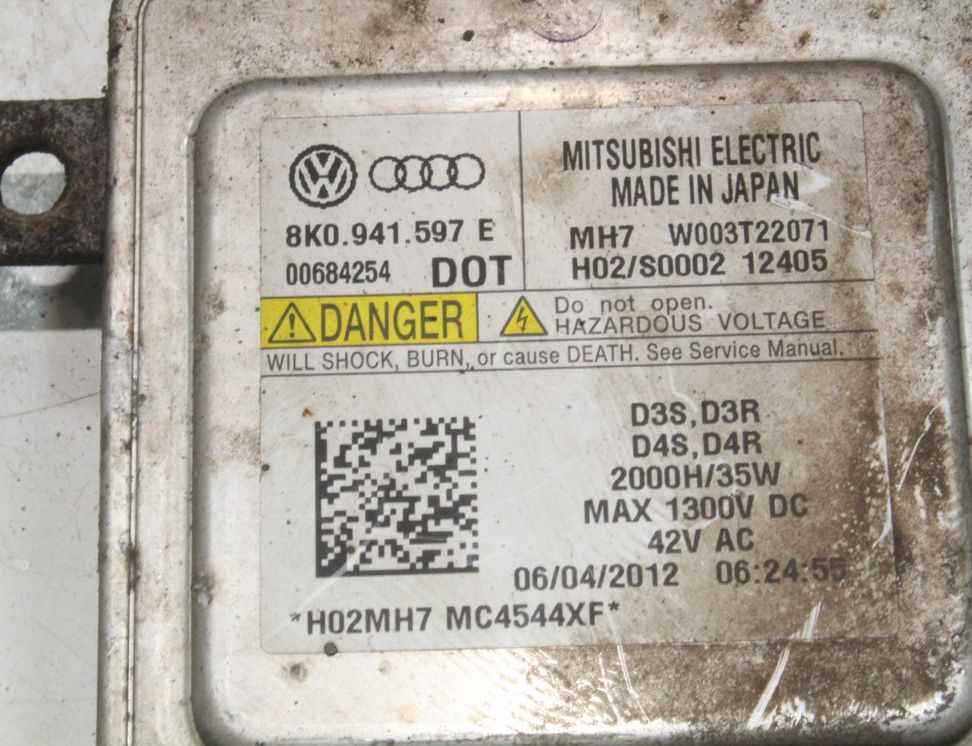 MITSUBISHI ELECTRIC
MADE IN JAPAN
8K0.941.597 E
MH7 W003T22071
00684254 DOT
H02/S0002 12405
DANGER
Do not open.
HAZARDOUS VOLTAGE
WILL SHOCK, BURN, or cause DEATH. See Service Manual.
D3S,D3R
D4S,D4R
2000H/35W
MAX 1300V DC
42V AC
06/04/2012 06:24:55
*H02MH7 MC4544XF*